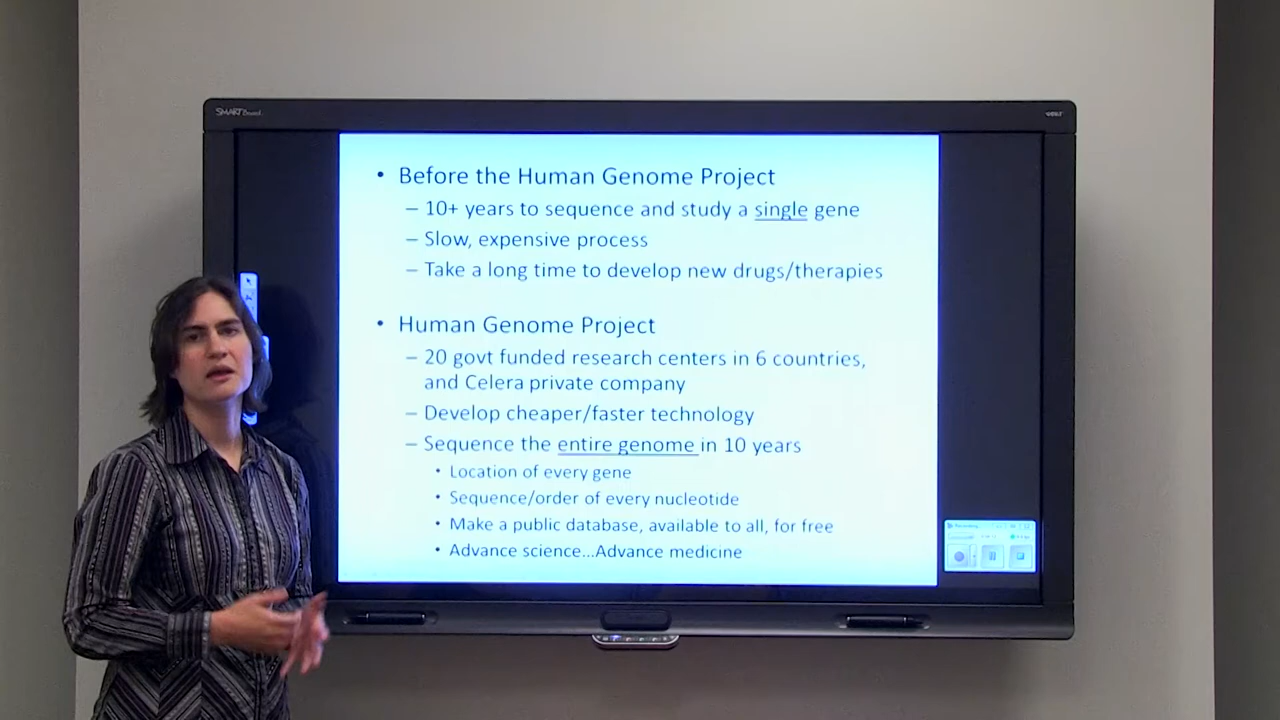 SMART Board
• Before the Human Genome Project
– 10+ years to sequence and study a single gene
– Slow, expensive process
– Take a long time to develop new drugs/therapies
• Human Genome Project
– 20 govt funded research centers in 6 countries,
and Celera private company
– Develop cheaper/faster technology
– Sequence the entire genome in 10 years
• Location of every gene
• Sequence/order of every nucleotide
• Make a public database, available to all, for free
• Advance science...Advance medicine